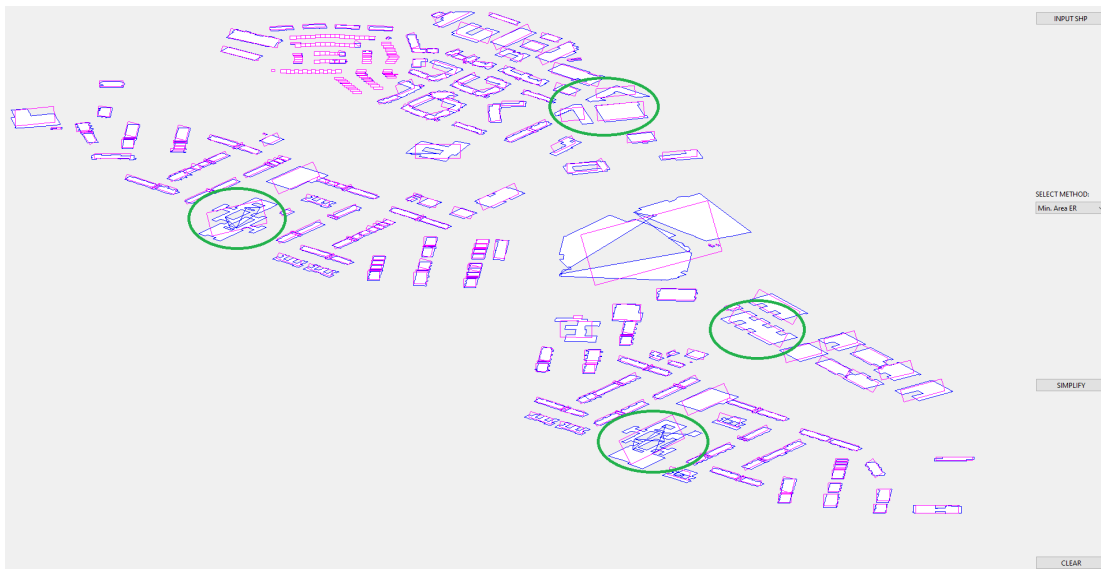 INPUT SHP
SELECT METHOD:
Min. Area ER
SIMPLIFY
CLEAR